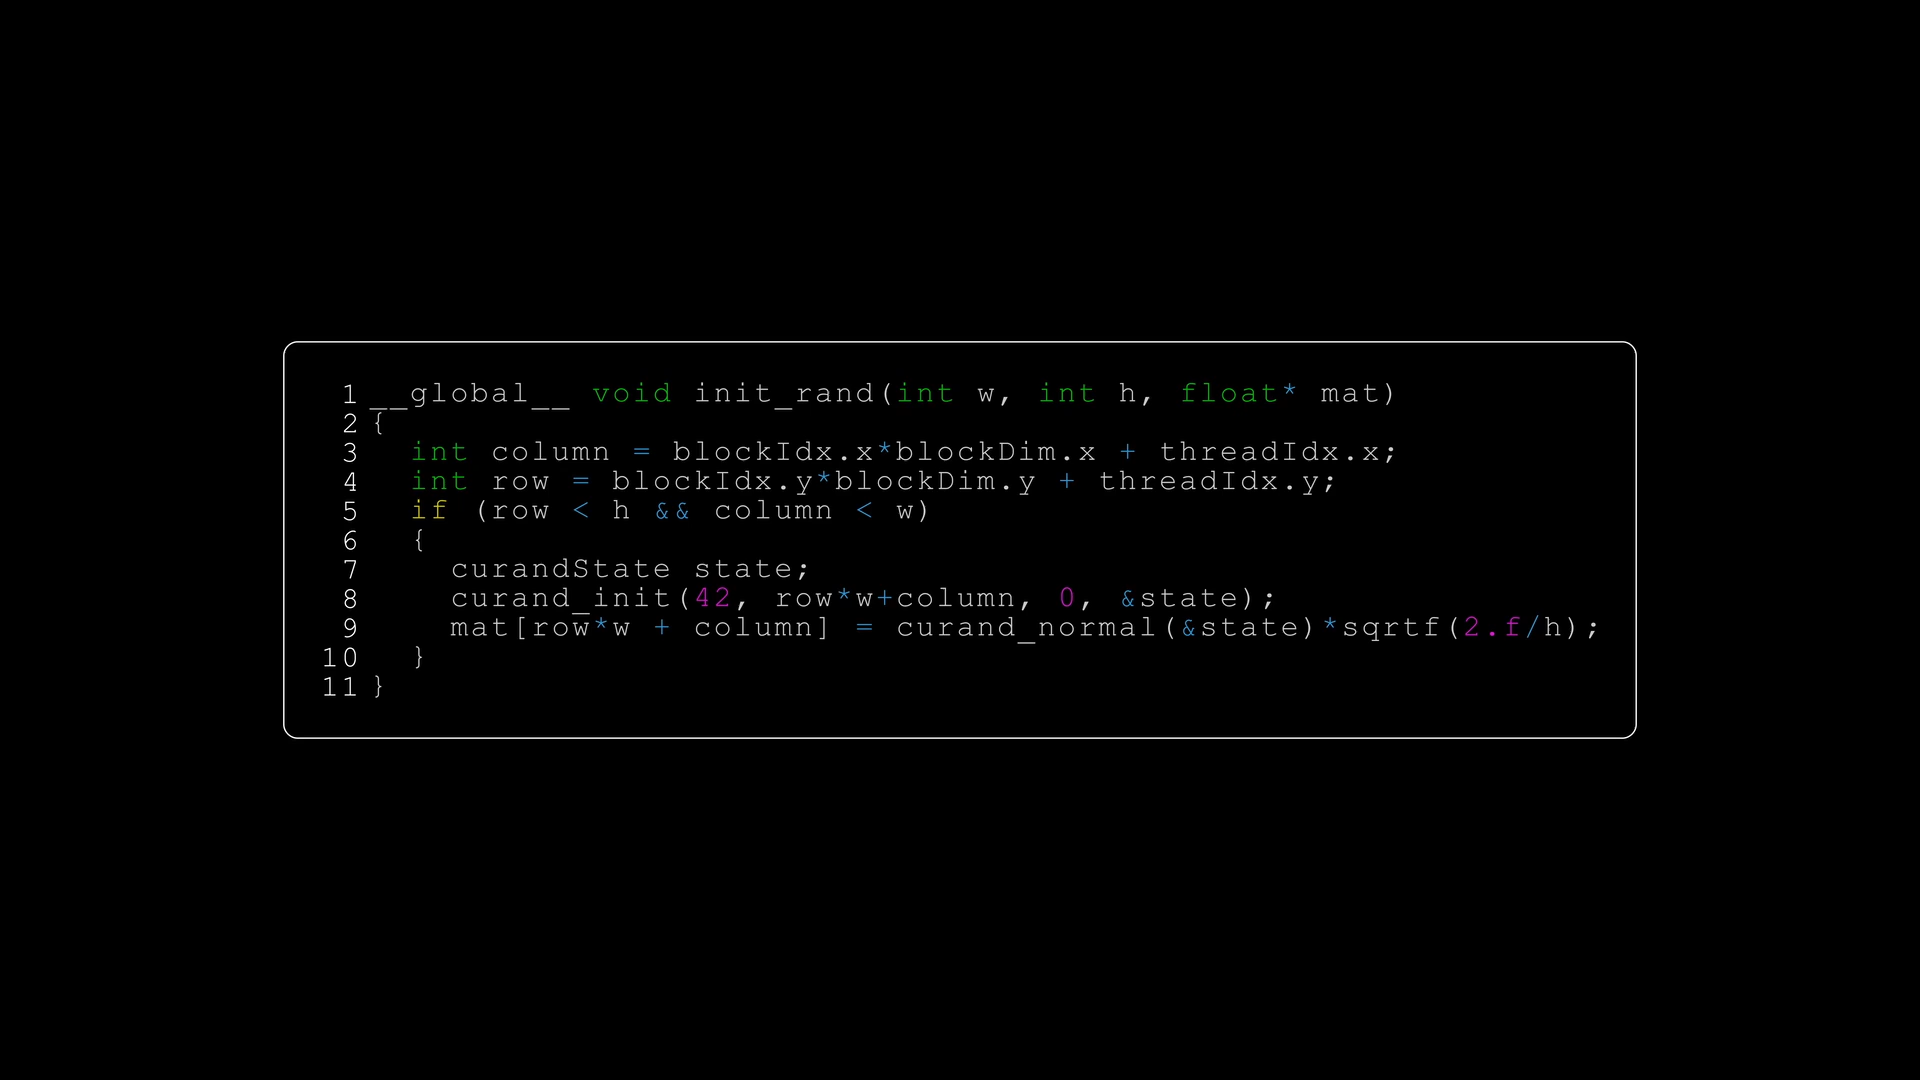 1 __global__ void init_rand(int w, int h, float* mat)
2 {
3   int column = blockIdx.x*blockDim.x + threadIdx.x;
4   int row = blockIdx.y*blockDim.y + threadIdx.y;
5   if (row < h && column < w)
6   {
7     curandState state;
8     curand_init(42, row*w+column, 0, &state);
9     mat[row*w + column] = curand_normal(&state)*sqrtf(2.f/h);
10   }
11 }